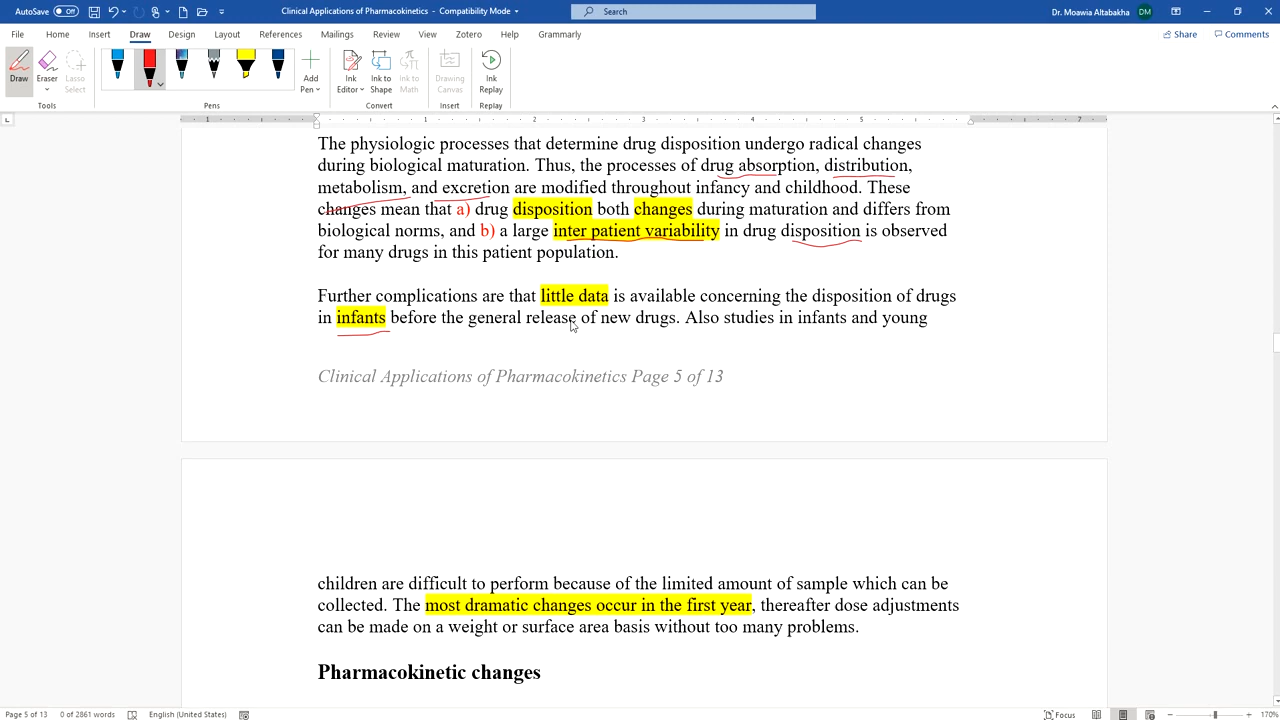 AutoSave Off
Clinical Applications of Pharmacokinetics - Compatibility Mode
Search
Dr. Moawia Altabakha DM
File Home Insert Draw Design Layout References Mailings Review View Zotero Help Grammarly
Share Comments
Draw Eraser Lasso Select Add Pen Ink Editor Ink to Shape Ink to Math Drawing Canvas Ink Replay
Tools Pens Convert Insert Replay
1 1 2 3 4 5 6 7
The physiologic processes that determine drug disposition undergo radical changes
during biological maturation. Thus, the processes of drug absorption, distribution,
metabolism, and excretion are modified throughout infancy and childhood. These
changes mean that a) drug disposition both changes during maturation and differs from
biological norms, and b) a large inter patient variability in drug disposition is observed
for many drugs in this patient population.
Further complications are that little data is available concerning the disposition of drugs
in infants before the general release of new drugs. Also studies in infants and young
Clinical Applications of Pharmacokinetics Page 5 of 13
children are difficult to perform because of the limited amount of sample which can be
collected. The most dramatic changes occur in the first year, thereafter dose adjustments
can be made on a weight or surface area basis without too many problems.
Pharmacokinetic changes
Page 5 of 13 0 of 2861 words English (United States) Focus 170%